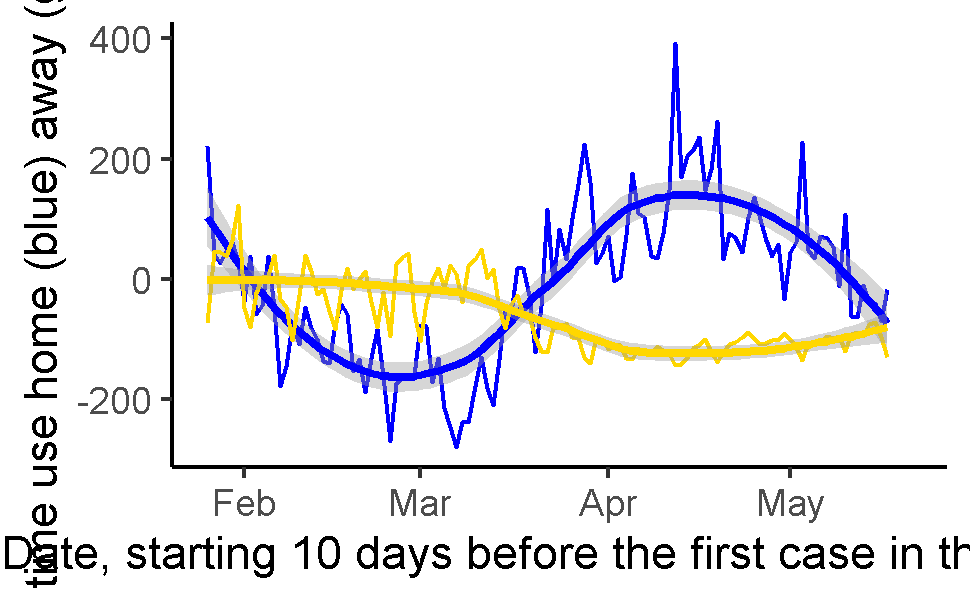 time use home (blue) away (g
400
200
0
-200
Feb Mar Apr May
Date, starting 10 days before the first case in th